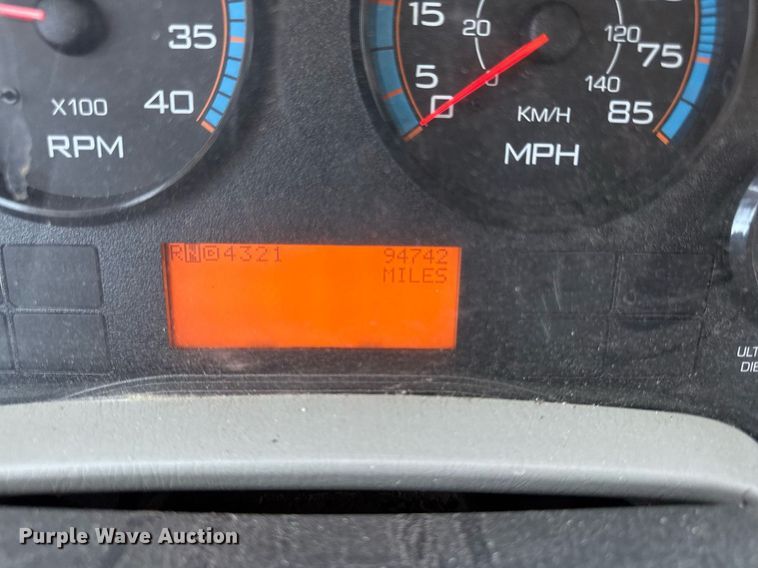 35
40
X100
RPM
15
5
0
20
0
120
140
75
85
KM/H
MPH
RND4321 94742
MILES
ULT
DIE
Purple Wave Auction®